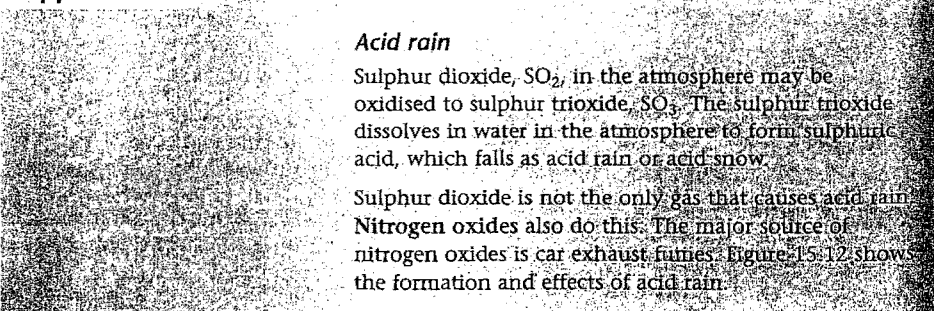 Acid rain
Sulphur dioxide, SO₂, in the atmosphere may be
oxidised to sulphur trioxide, SO₃. The sulphur trioxide
dissolves in water in the atmosphere to form sulphuric
acid, which falls as acid rain or acid snow.
Sulphur dioxide is not the only gas that causes acid rain.
Nitrogen oxides also do this. The major source of
nitrogen oxides is car exhaust fumes. Figure 15.12 shows
the formation and effects of acid rain.